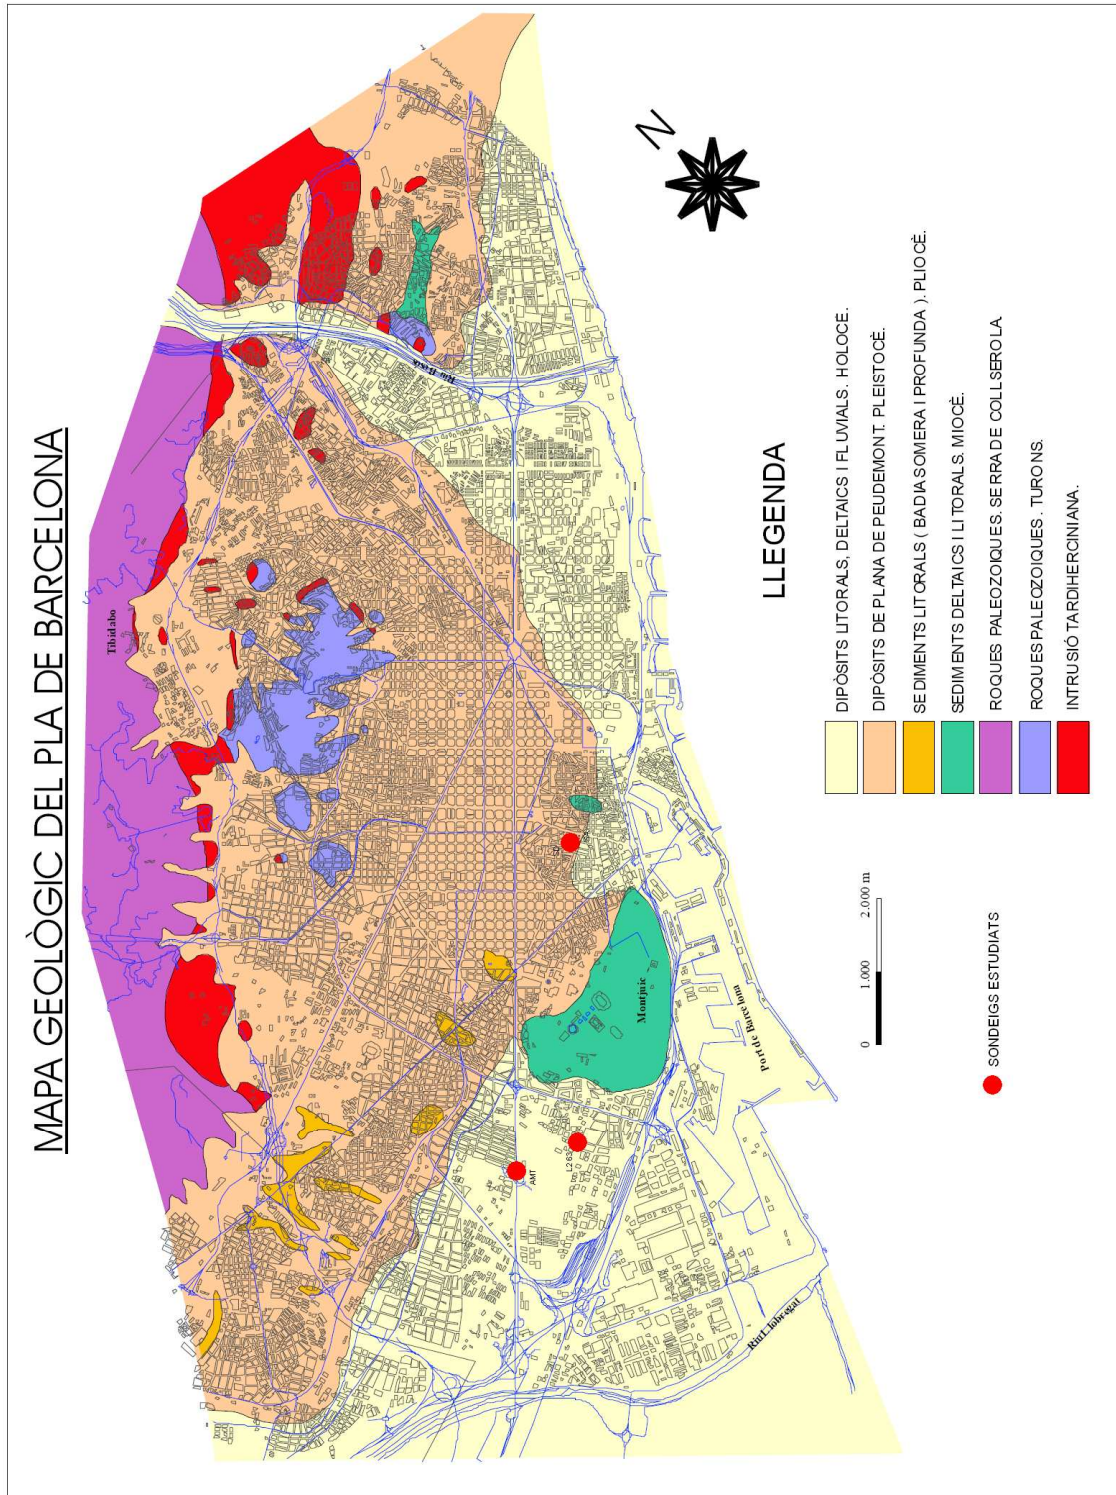 MAPA GEOLÒGIC DEL PLA DE BARCELONA
N
Tibidabo
Riu Besòs
Montjuïc
Port de Barcelona
Riu Llobregat
AMT
L2 63
LLEGENDA
DIPÒSITS LITORALS, DELTAICS I FLUVIALS. HOLOCÈ.
DIPÒSITS DE PLANA DE PEUDEMONT. PLEISTOCÈ.
SEDIMENTS LITORALS ( BADIA SOMERA I PROFUNDA ). PLIOCÈ.
SEDIMENTS DELTAICS I LITORALS. MIOCÈ.
ROQUES PALEOZOIQUES. SERRA DE COLLSEROLA.
ROQUES PALEOZOIQUES . TURONS.
INTRUSIÓ TARDIHERCINIANA.
0 1.000 2.000 m
SONDEIGS ESTUDIATS